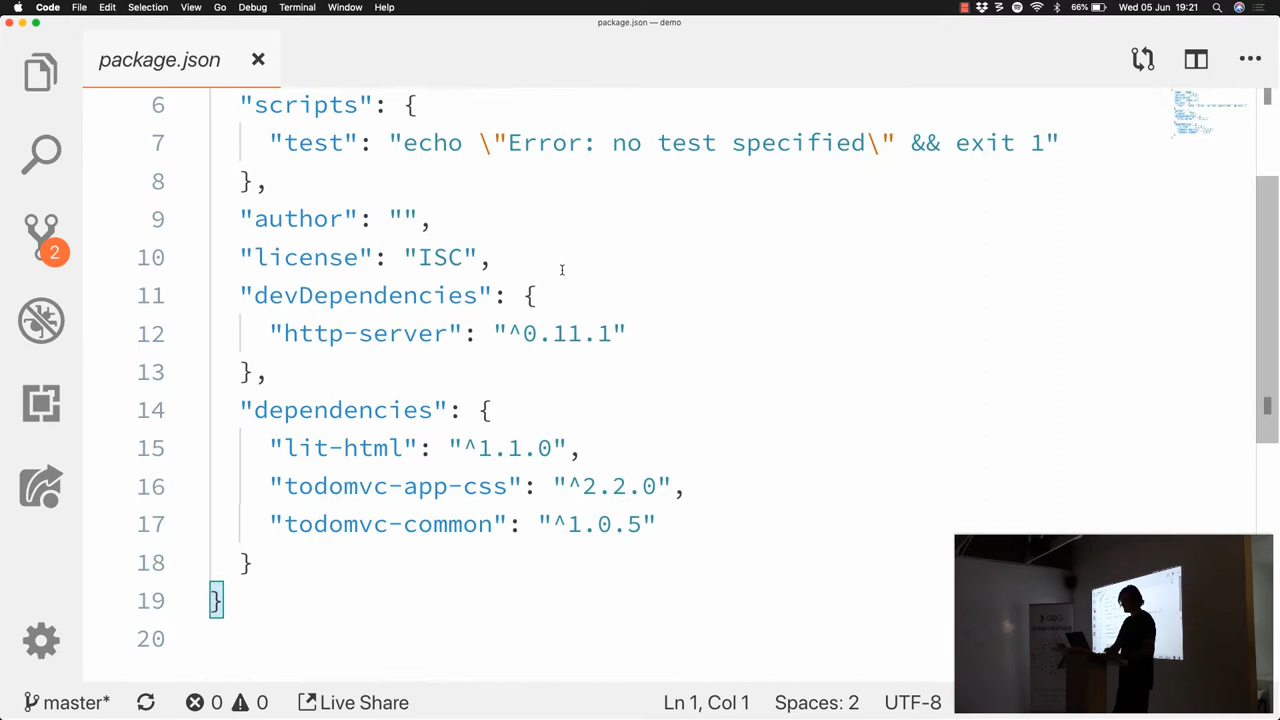 Code File Edit Selection View Go Debug Terminal Window Help
66% Wed 05 Jun 19:21
package.json — demo
package.json
6 "scripts": {
7 "test": "echo \"Error: no test specified\" && exit 1"
8 },
9 "author": "",
10 "license": "ISC",
11 "devDependencies": {
12 "http-server": "^0.11.1"
13 },
14 "dependencies": {
15 "lit-html": "^1.1.0",
16 "todomvc-app-css": "^2.2.0",
17 "todomvc-common": "^1.0.5"
18 }
19 }
20
2
master* 0 0 Live Share Ln 1, Col 1 Spaces: 2 UTF-8